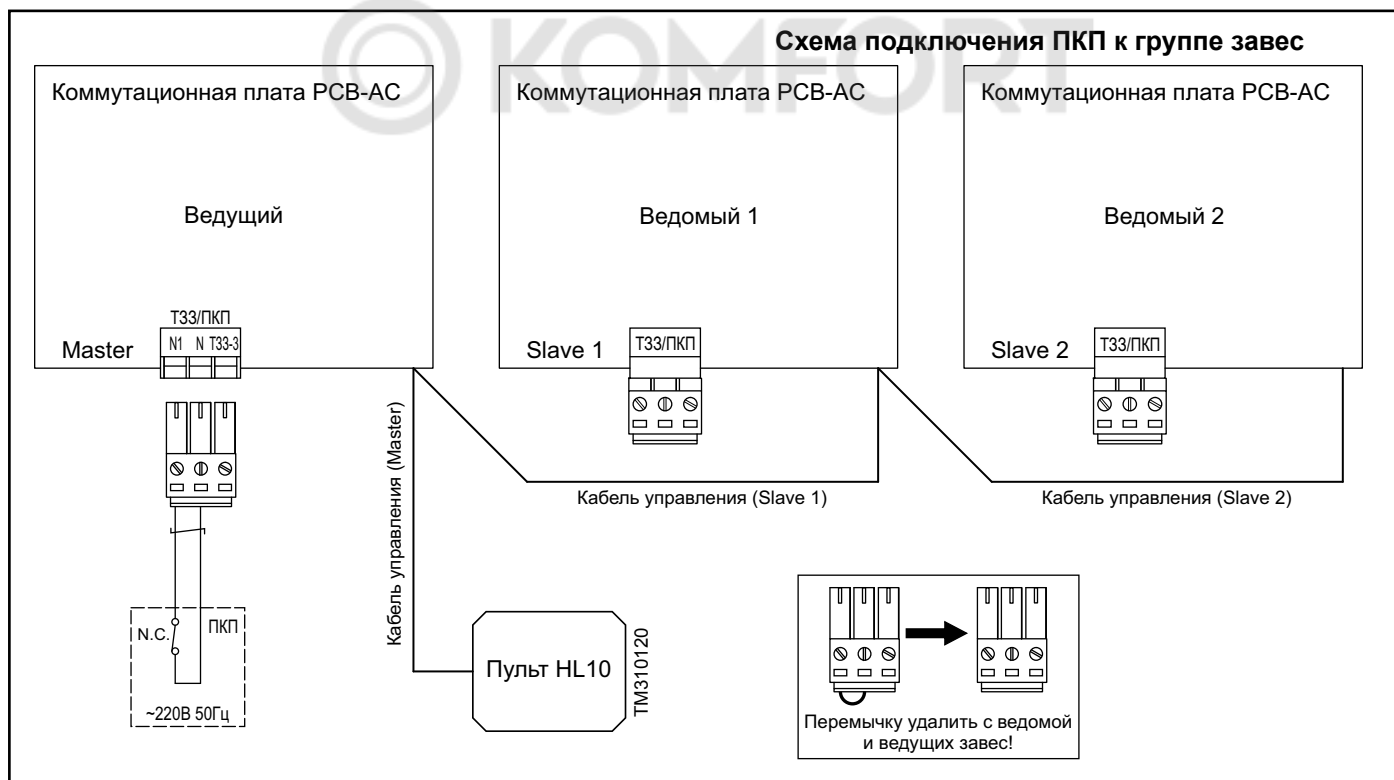 KOMFORT
Схема подключения ПКП к группе завес
Коммутационная плата PCB-AC
Ведущий
ТЗЗ/ПКП
N1 N ТЗЗ-3
Master
Коммутационная плата PCB-AC
Ведомый 1
Slave 1
ТЗЗ/ПКП
Коммутационная плата PCB-AC
Ведомый 2
Slave 2
ТЗЗ/ПКП
Кабель управления (Master)
Кабель управления (Slave 1)
Кабель управления (Slave 2)
N.C.
ПКП
~220В 50Гц
Пульт HL10
TM310120
Перемычку удалить с ведомой
и ведущих завес!